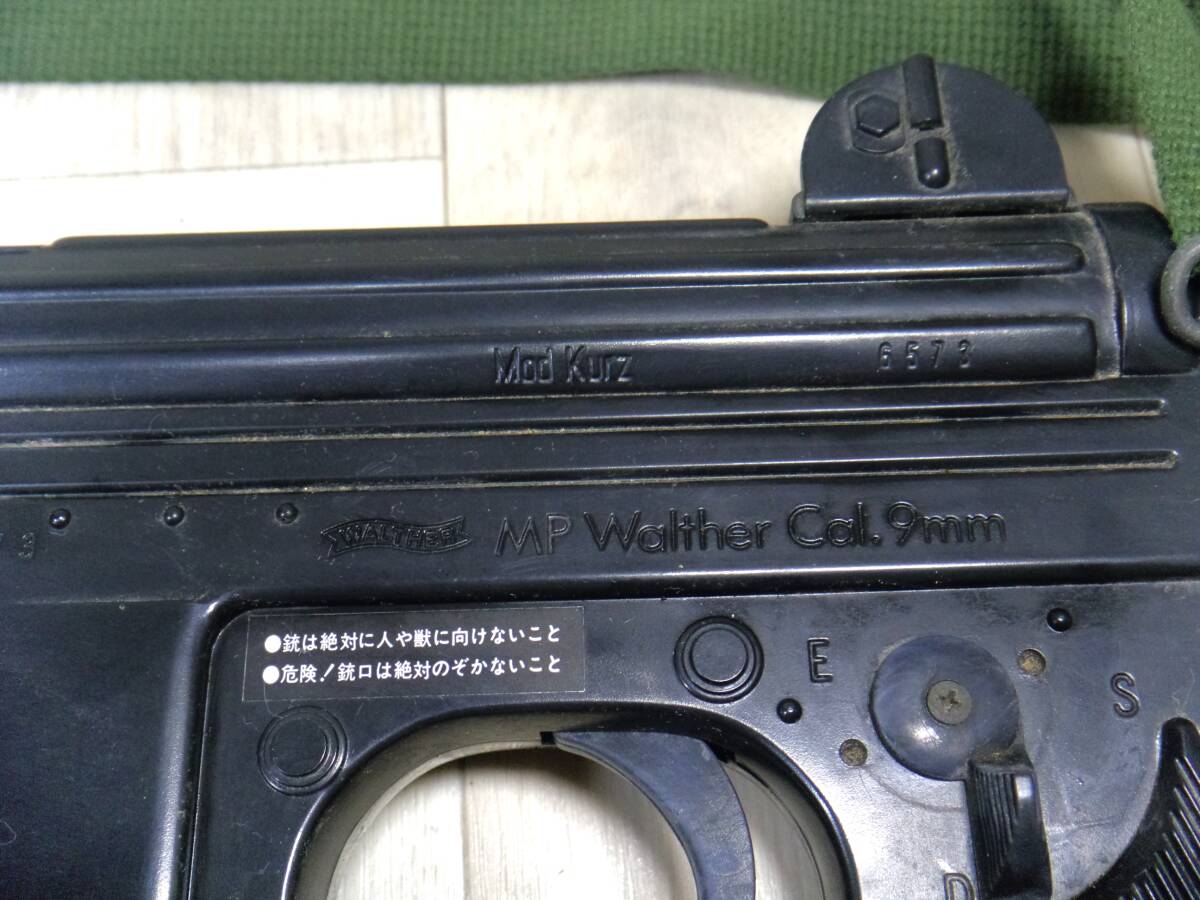 Mod Kurz 6573
WALTHER MP Walther Cal. 9mm
●銃は絶対に人や獣に向けないこと
●危険!銃口は絶対のぞかないこと
E
S
D